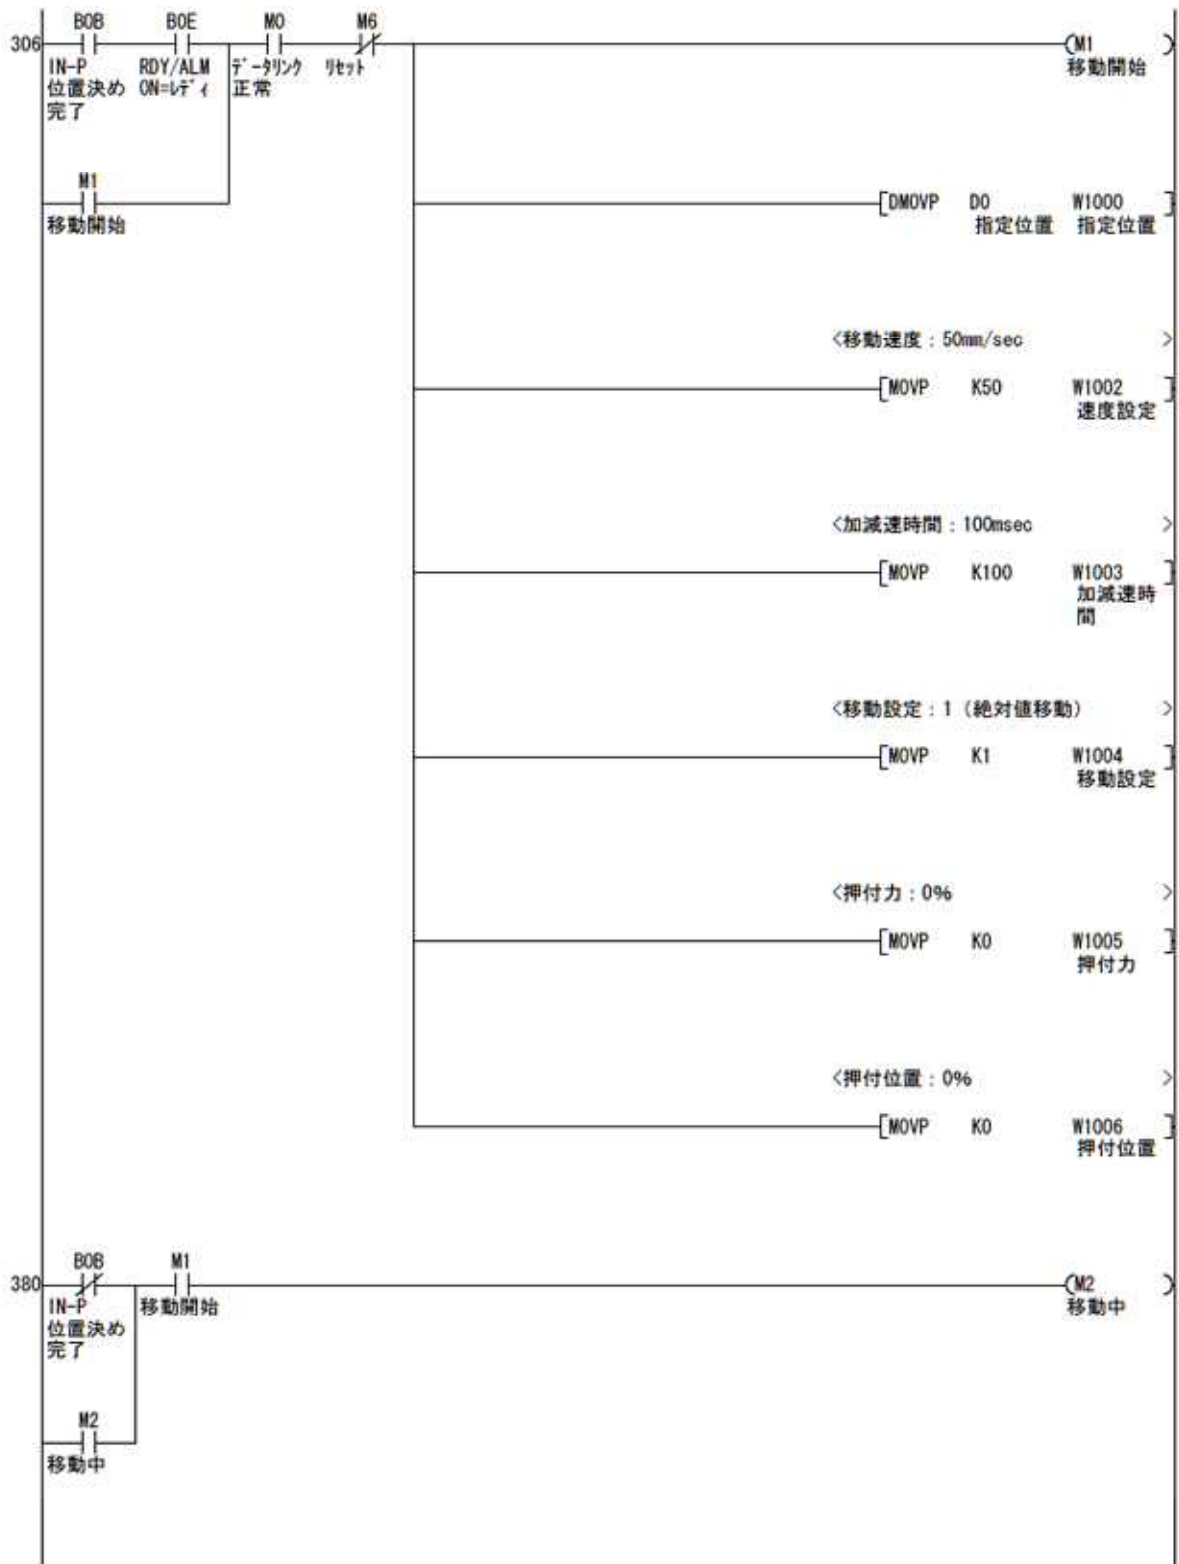 B0B B0E M0 M6
306 (M1 )
IN-P RDY/ALM ﾃﾞｰﾀﾘﾝｸ ﾘｾｯﾄ 移動開始
位置決め ON=ﾚﾃﾞｨ 正常
完了
M1
[DMOVP D0 W1000 ]
移動開始 指定位置 指定位置
<移動速度：50mm/sec >
[MOVP K50 W1002 ]
速度設定
<加減速時間：100msec >
[MOVP K100 W1003 ]
加減速時
間
<移動設定：1（絶対値移動） >
[MOVP K1 W1004 ]
移動設定
<押付力：0% >
[MOVP K0 W1005 ]
押付力
<押付位置：0% >
[MOVP K0 W1006 ]
押付位置
B0B M1
380 (M2 )
IN-P 移動開始 移動中
位置決め
完了
M2
移動中